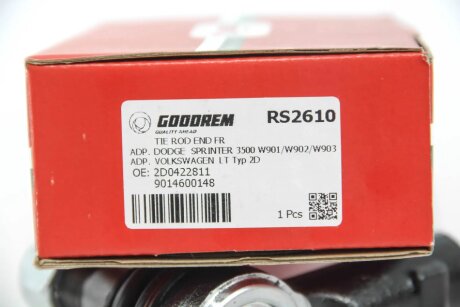 GOODREM
QUALITY AHEAD
RS2610
TIE ROD END FR
ADP. DODGE SPRINTER 3500 W901/W902/W903
ADP. VOLKSWAGEN LT Typ 2D
OE: 2D0422811
9014600148
1 Pcs